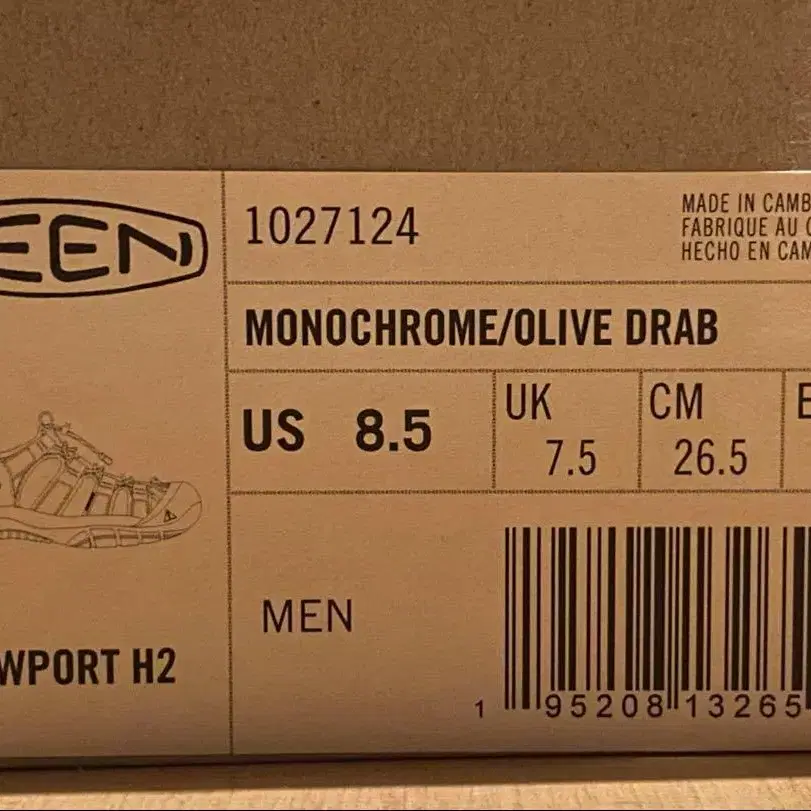 EEN
1027124
MADE IN CAMB
FABRIQUE AU
HECHO EN CAM
MONOCHROME/OLIVE DRAB
US 8.5
UK 7.5
CM 26.5
E
MEN
WPORT H2
1 95208 13265